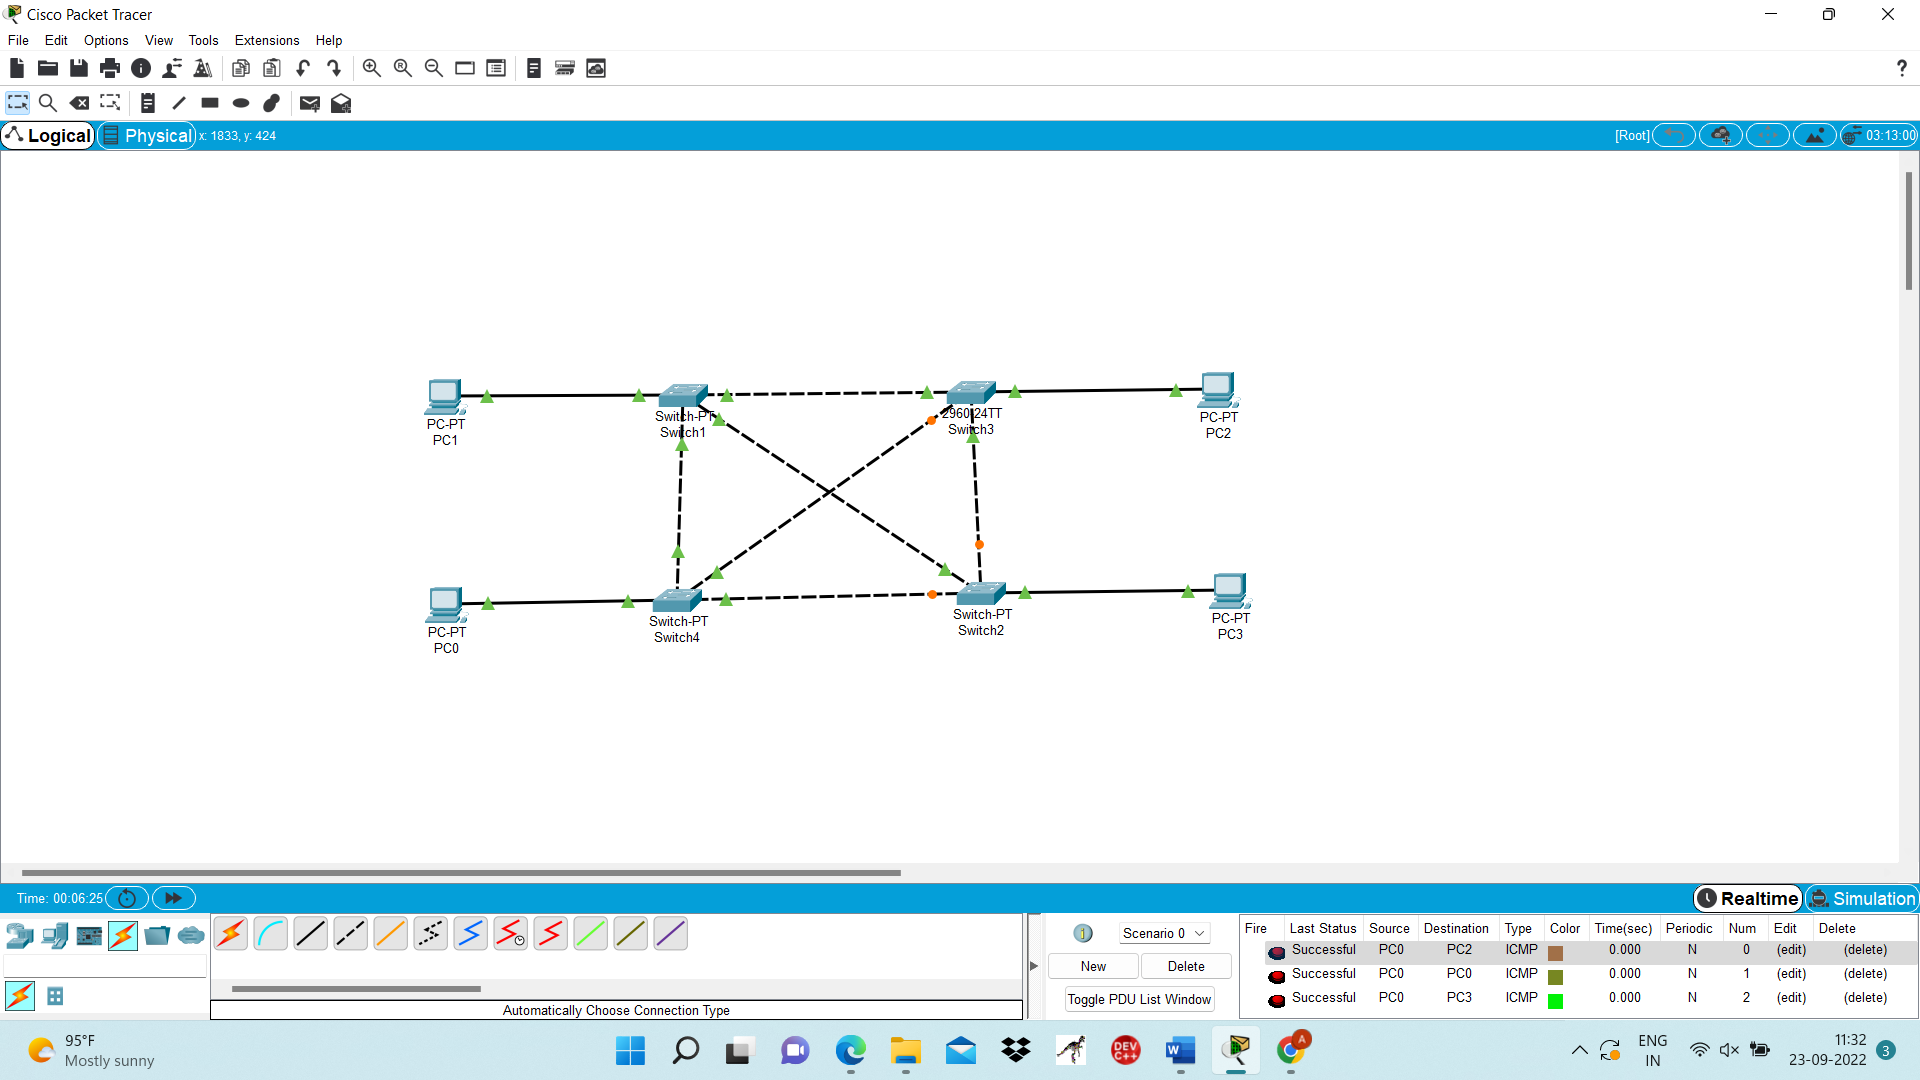 Cisco Packet Tracer
File Edit Options View Tools Extensions Help
Logical Physical x: 1833, y: 424 [Root] 03:13:00
PC-PT
PC1
Switch-PT
Switch1
2960-24TT
Switch3
PC-PT
PC2
PC-PT
PC0
Switch-PT
Switch4
Switch-PT
Switch2
PC-PT
PC3
Time: 00:06:25 Realtime Simulation
Scenario 0
New Delete
Toggle PDU List Window
Automatically Choose Connection Type
Fire Last Status Source Destination Type Color Time(sec) Periodic Num Edit Delete
Successful PC0 PC2 ICMP 0.000 N 0 (edit) (delete)
Successful PC0 PC0 ICMP 0.000 N 1 (edit) (delete)
Successful PC0 PC3 ICMP 0.000 N 2 (edit) (delete)
95°F
Mostly sunny
DEV C++
W
A
ENG
IN
11:32
23-09-2022
3